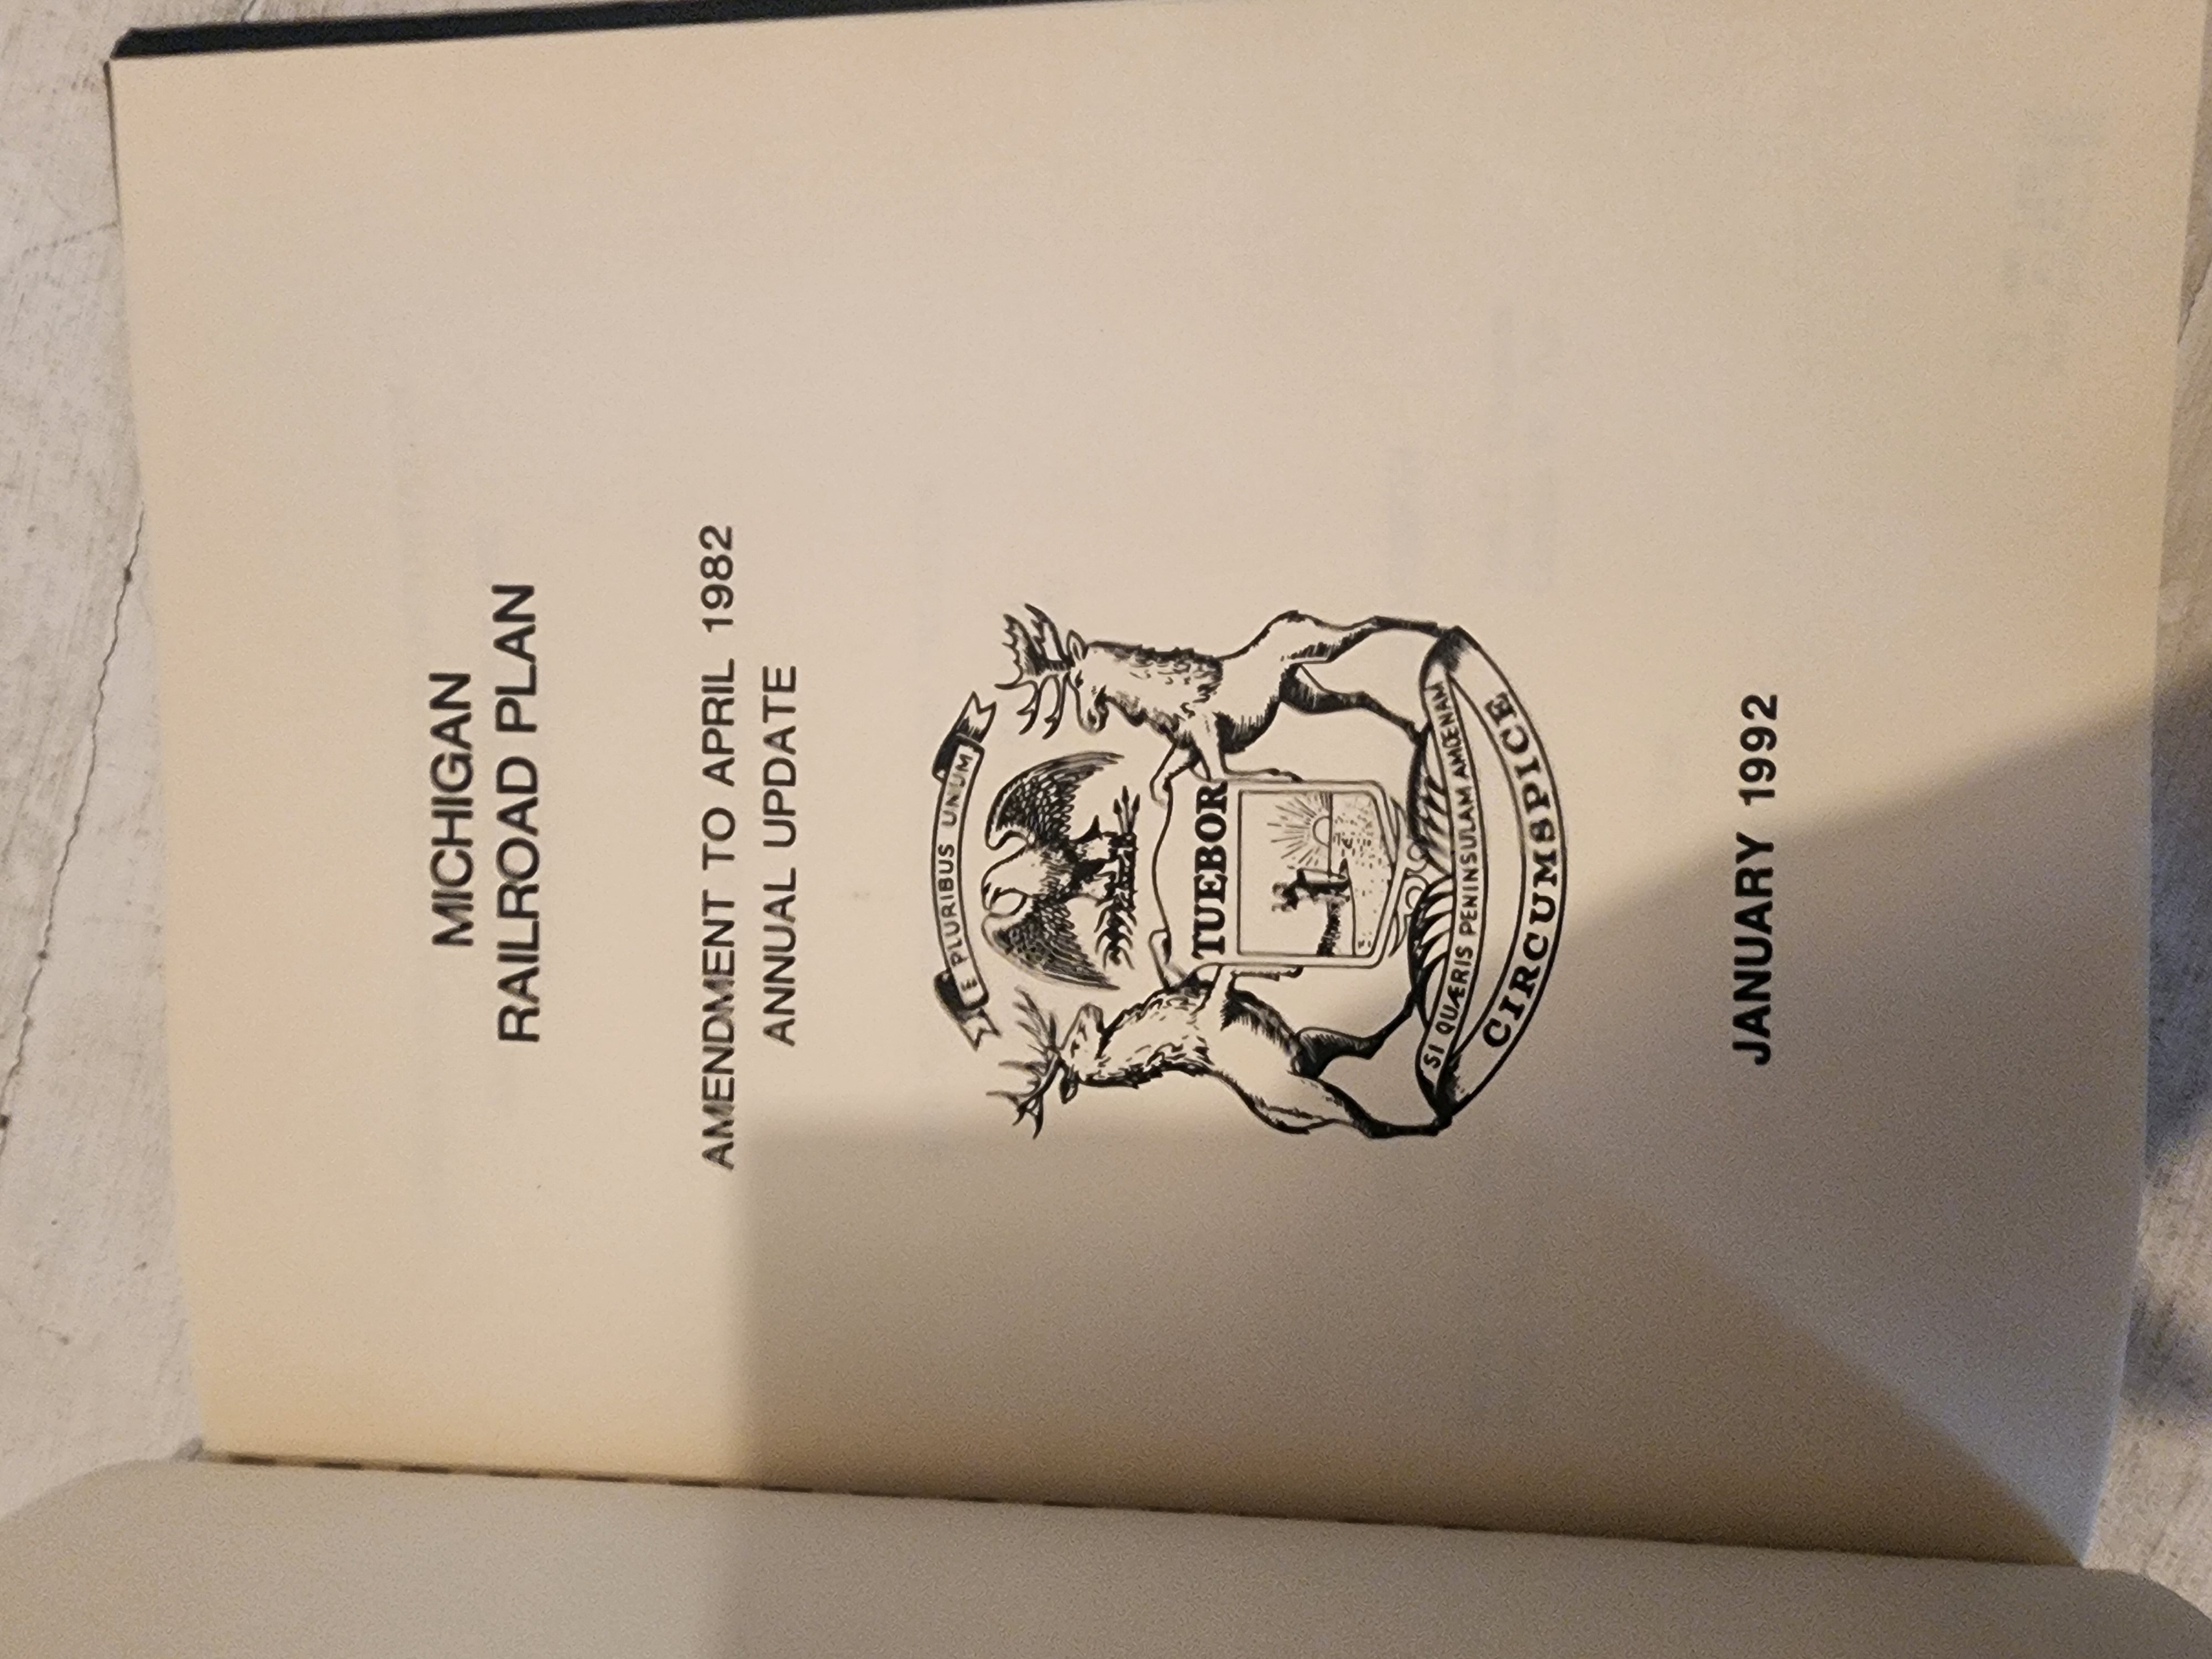 MICHIGAN
RAILROAD PLAN
AMENDMENT TO APRIL 1982
ANNUAL UPDATE
E PLURIBUS UNUM
TUEBOR
SI QUÆRIS PENINSULAM AMŒNAM
CIRCUMSPICE
JANUARY 1992